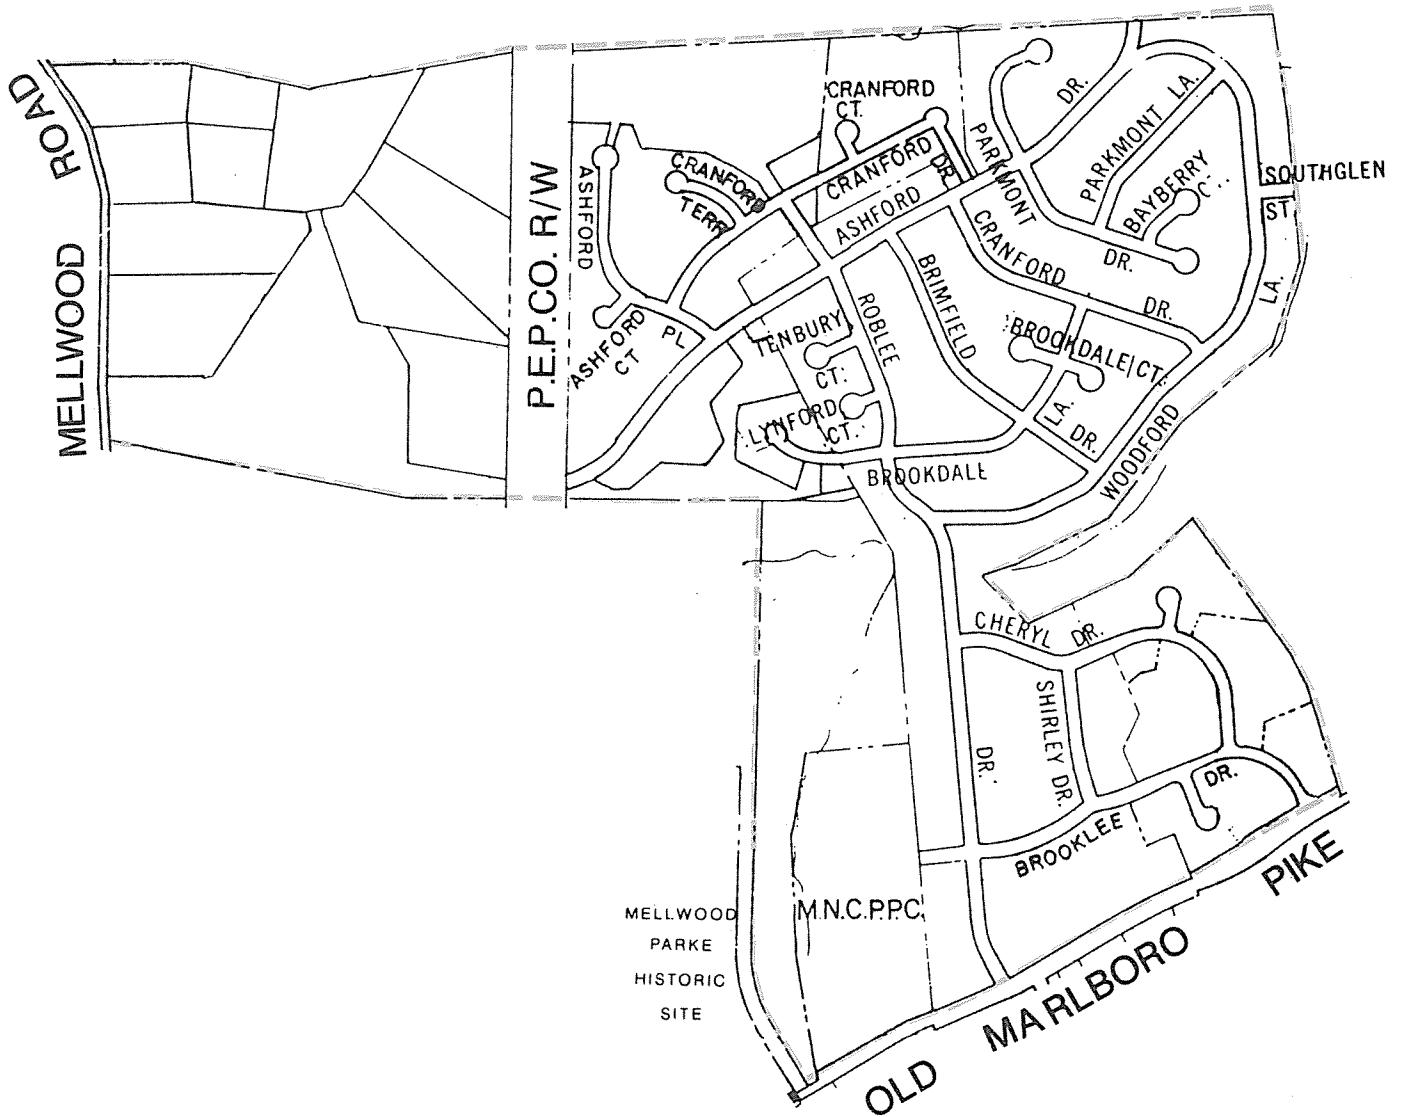 MELLWOOD ROAD
P.E.P.CO. R/W
ASHFORD
ASHFORD
CT
PL
CRANFORD
TERR
CRANFORD
CT.
CRANFORD
DR.
ASHFORD
PARKMONT
DR.
DR.
PARKMONT LA.
BAYBERRY
SOUTHGLEN
ST.
LA.
CRANFORD
DR.
BRIMFIELD
DR.
ROBLEE
TENBURY
CT.
LYNFORD
CT.
BROOKDALE CT.
LA.
BROOKDALE
WOODFORD
CHERYL DR.
SHIRLEY DR.
DR.
BROOKLEE
DR.
M.N.C.P.P.C.
MELLWOOD
PARKE
HISTORIC
SITE
OLD MARLBORO PIKE